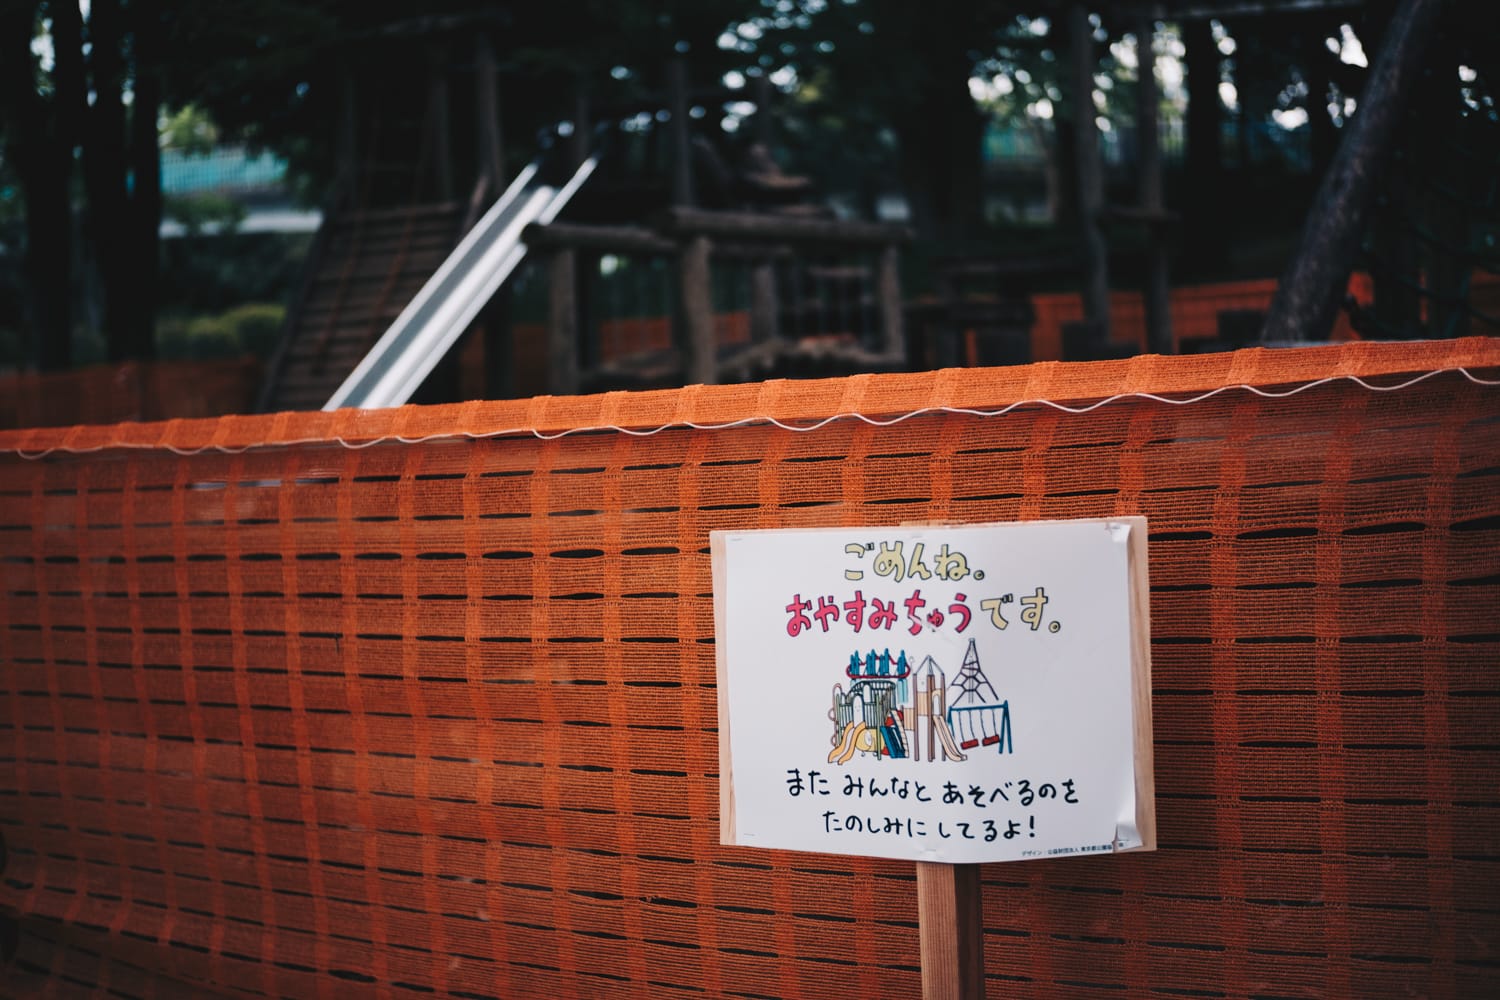 ごめんね。
おやすみちゅうです。
また みんなと あそべるのを
たのしみに してるよ!
デザイン:公益財団法人 東京都公園協